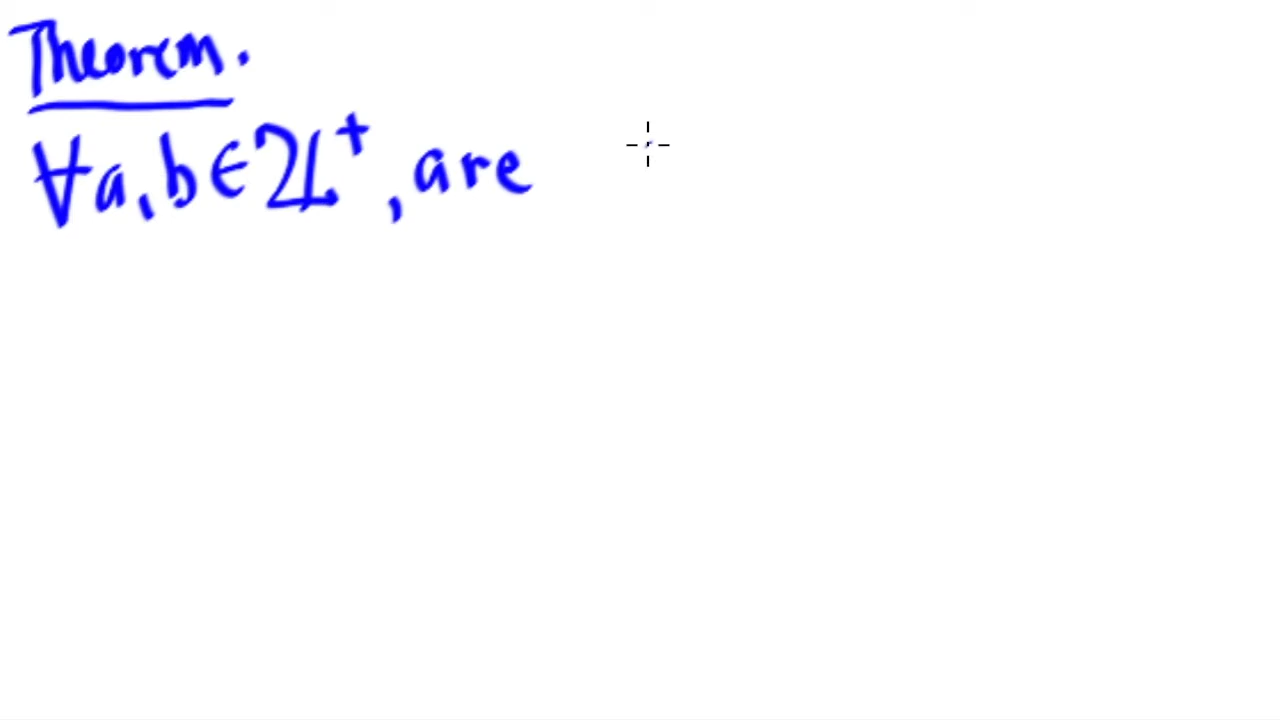 Theorem.
∀a, b ∈ ℤ⁺, are